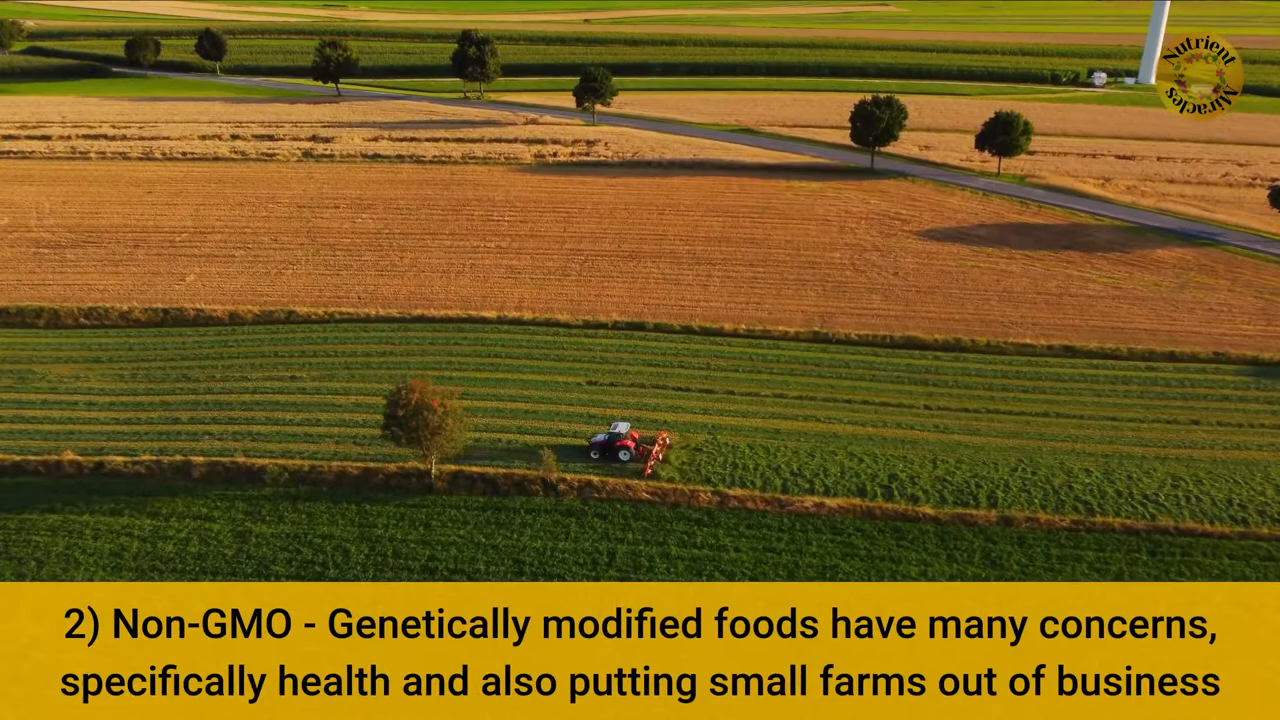 Nutrient
Miracles
2) Non-GMO - Genetically modified foods have many concerns,
specifically health and also putting small farms out of business